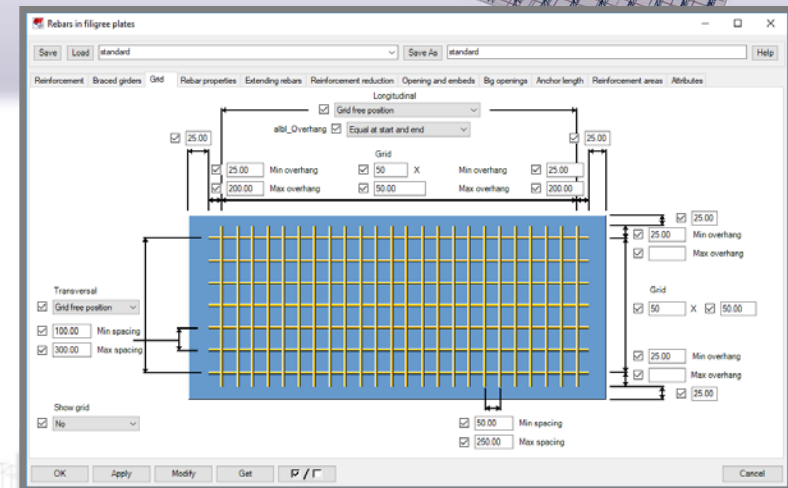 Rebars in filigree plates
Save Load standard Save As standard Help
Reinforcement Braced girders Grid Rebar properties Extending rebars Reinforcement reduction Opening and embeds Big openings Anchor length Reinforcement areas Attributes
Longitudinal
Grid free position
albl_Overhang Equal at start and end
25.00 25.00
Grid
25.00 Min overhang 50 X Min overhang 25.00
200.00 Max overhang 50.00 Max overhang 200.00
25.00
25.00 Min overhang
Max overhang
Transversal
Grid free position
Grid
50 X 50.00
100.00 Min spacing
300.00 Max spacing
25.00 Min overhang
Max overhang
25.00
Show grid
No
50.00 Min spacing
250.00 Max spacing
OK Apply Modify Get / Cancel